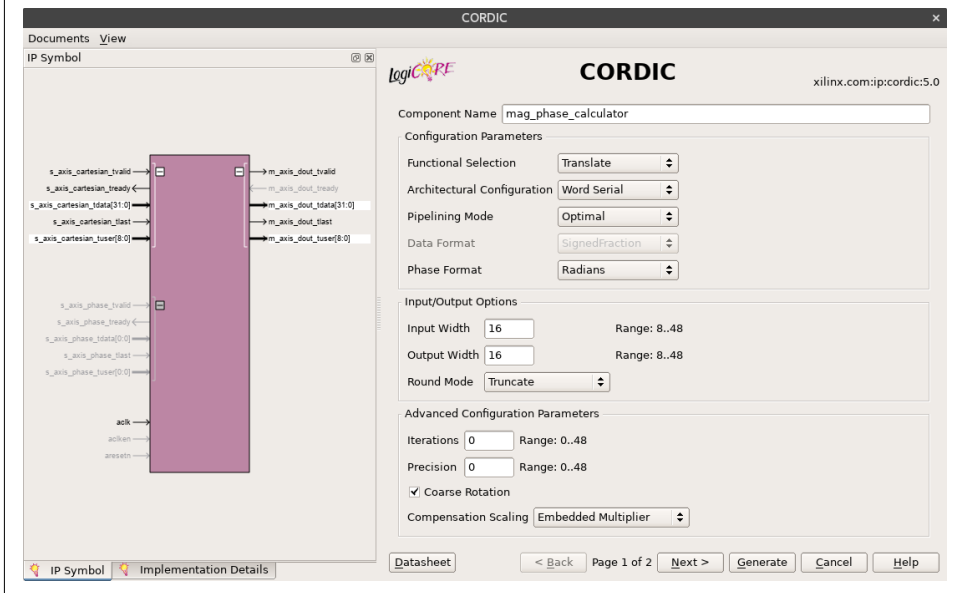 CORDIC ×
Documents View
IP Symbol
s_axis_cartesian_tvalid m_axis_dout_tvalid
s_axis_cartesian_tready m_axis_dout_tready
s_axis_cartesian_tdata[31:0] m_axis_dout_tdata[31:0]
s_axis_cartesian_tlast m_axis_dout_tlast
s_axis_cartesian_tuser[8:0] m_axis_dout_tuser[8:0]
s_axis_phase_tvalid
s_axis_phase_tready
s_axis_phase_tdata[0:0]
s_axis_phase_tlast
s_axis_phase_tuser[0:0]
aclk
aclken
aresetn
IP Symbol Implementation Details
logiCORE CORDIC xilinx.com:ip:cordic:5.0
Component Name mag_phase_calculator
Configuration Parameters
Functional Selection Translate
Architectural Configuration Word Serial
Pipelining Mode Optimal
Data Format SignedFraction
Phase Format Radians
Input/Output Options
Input Width 16 Range: 8..48
Output Width 16 Range: 8..48
Round Mode Truncate
Advanced Configuration Parameters
Iterations 0 Range: 0..48
Precision 0 Range: 0..48
Coarse Rotation
Compensation Scaling Embedded Multiplier
Datasheet < Back Page 1 of 2 Next > Generate Cancel Help